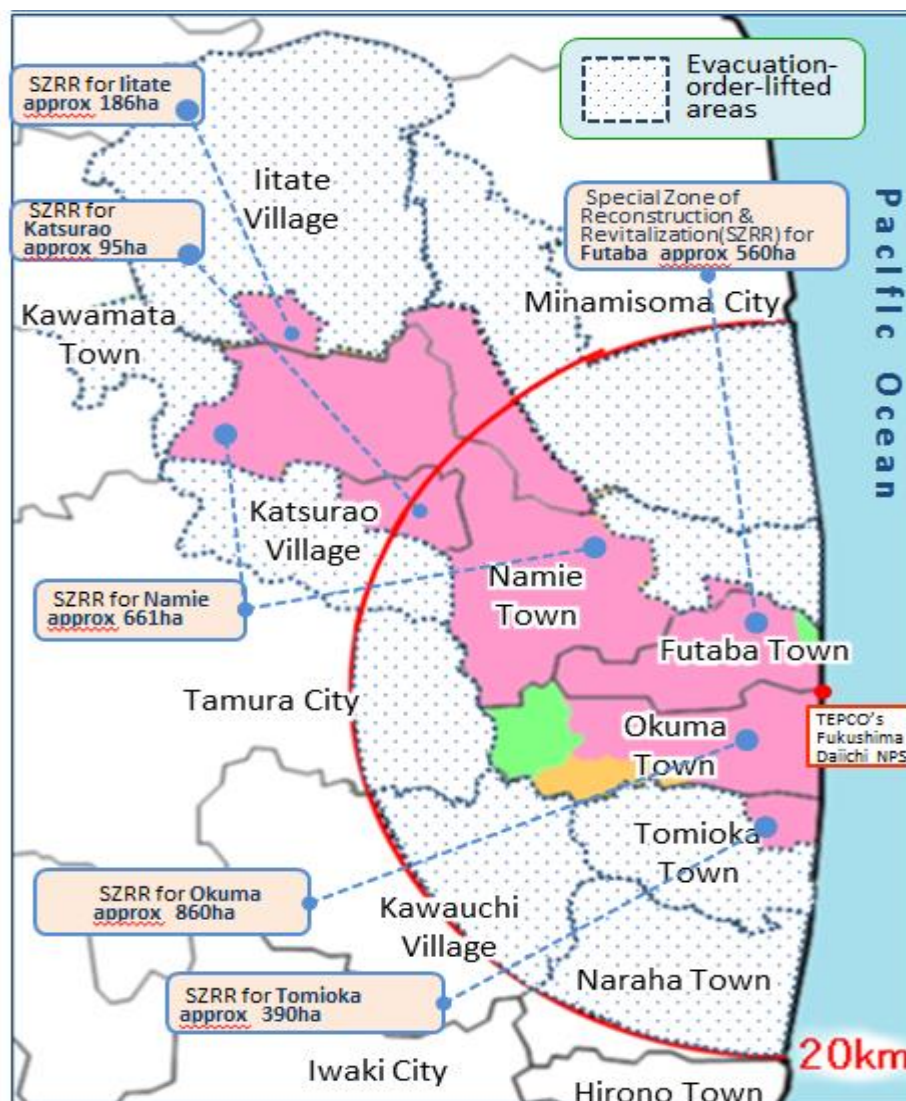 SZRR for Iitate
approx 186ha
Evacuation-
order-lifted
areas
Iitate
Village
SZRR for
Katsurao
approx 95ha
Special Zone of
Reconstruction &
Revitalization(SZRR) for
Futaba approx 560ha
Pacific Ocean
Minamisoma City
Kawamata
Town
Katsurao
Village
SZRR for Namie
approx 661ha
Namie
Town
Futaba Town
Tamura City
Okuma
Town
TEPCO's
Fukushima
Daiichi NPS
Tomioka
Town
SZRR for Okuma
approx 860ha
Kawauchi
Village
Naraha Town
SZRR for Tomioka
approx 390ha
20km
Iwaki City
Hirono Town